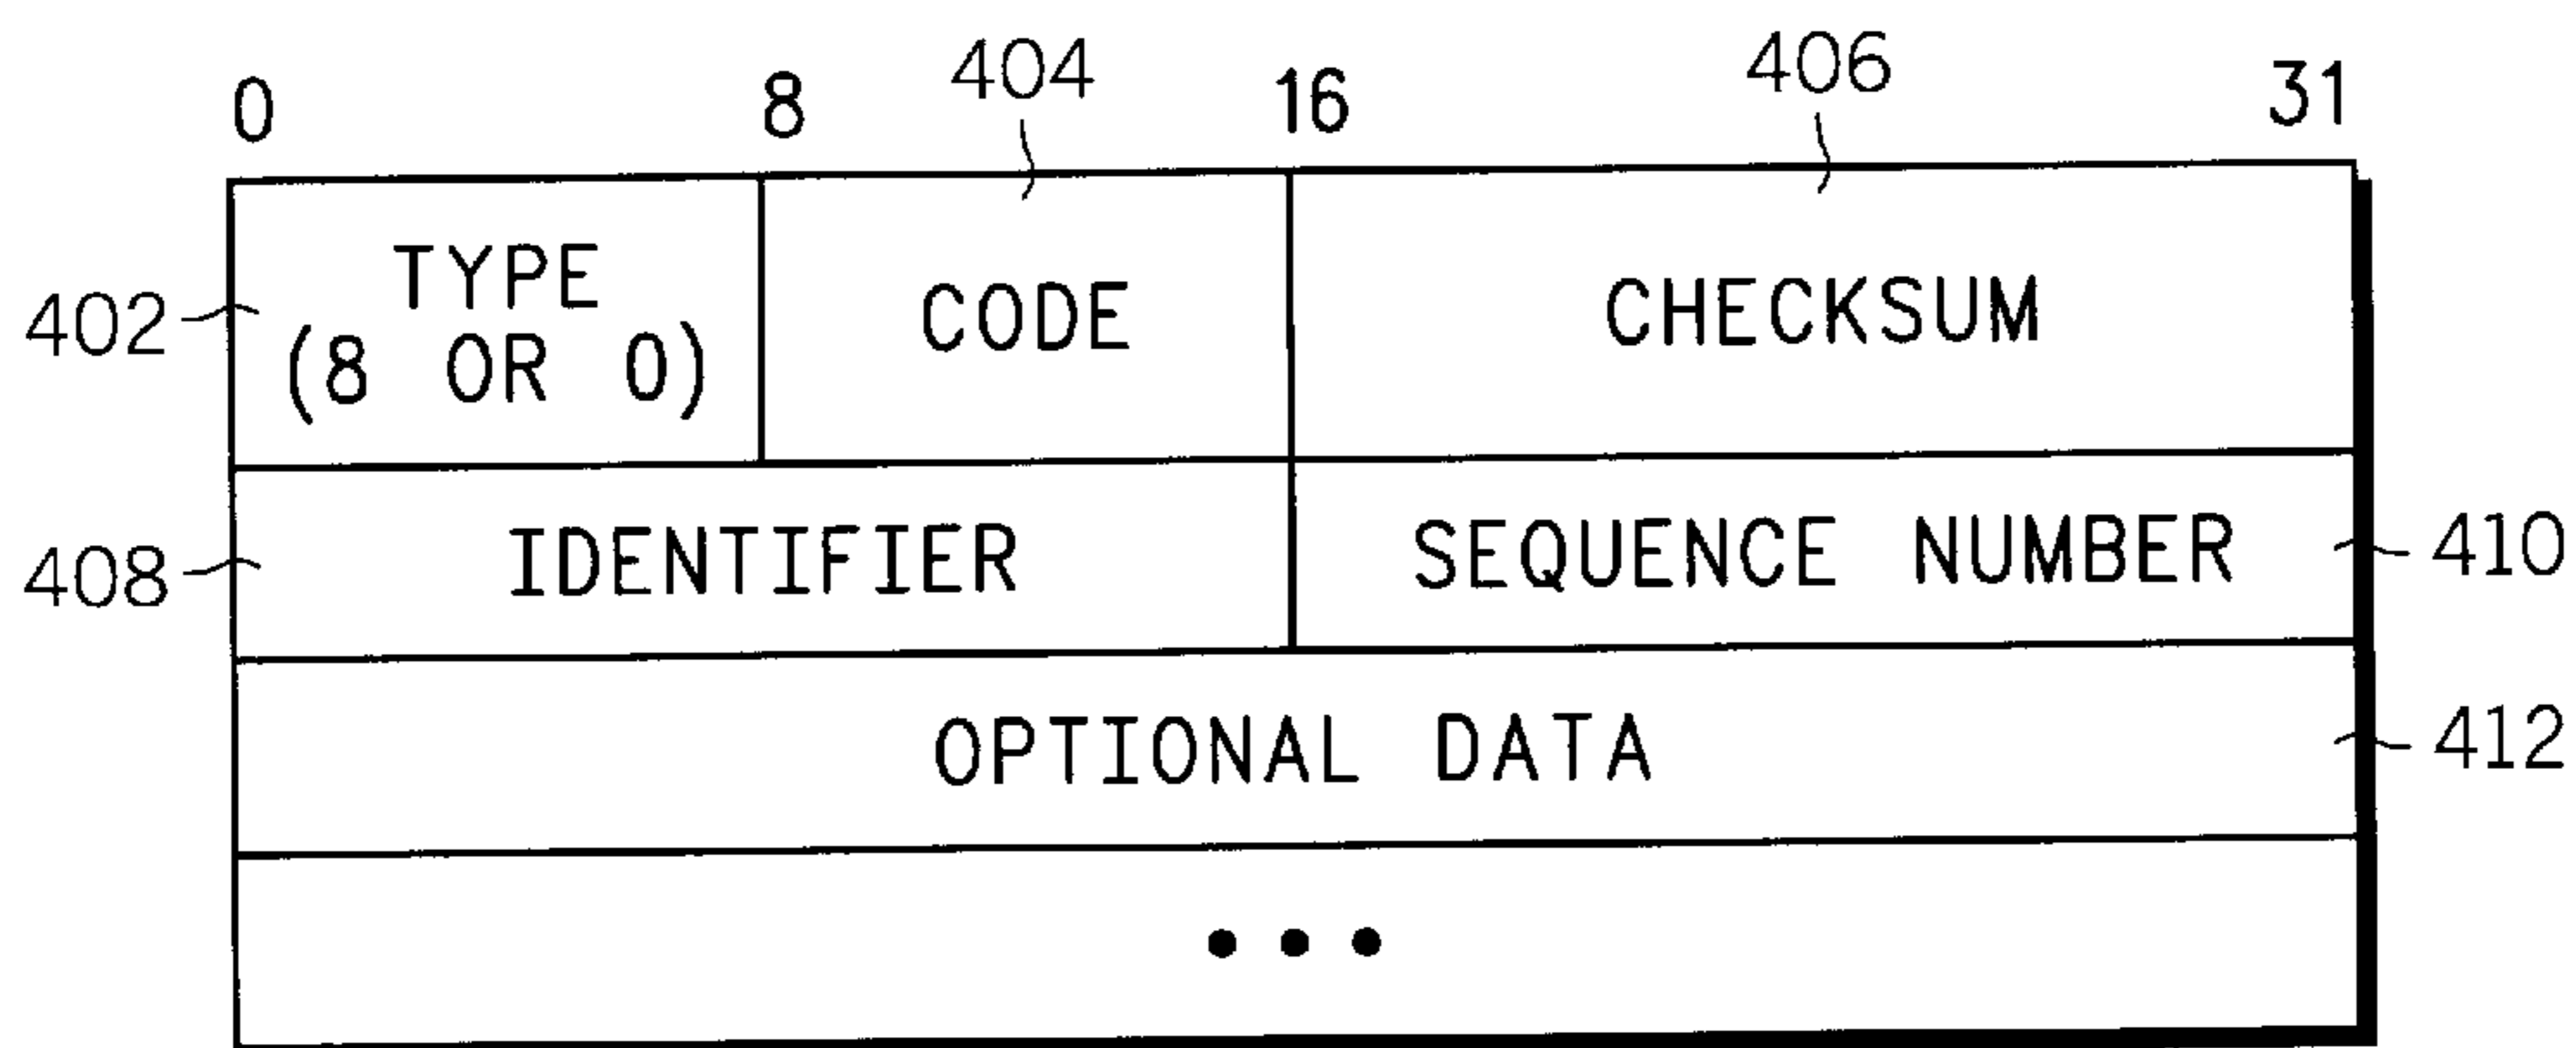 0 8 404 16 406 31
402 TYPE (8 OR 0) CODE CHECKSUM
408 IDENTIFIER SEQUENCE NUMBER 410
OPTIONAL DATA 412
• • •